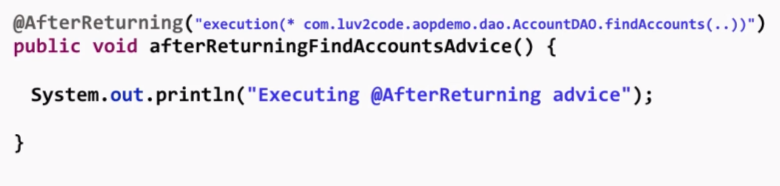 @AfterReturning("execution(* com.luv2code.aopdemo.dao.AccountDAO.findAccounts(..))")
public void afterReturningFindAccountsAdvice() {
System.out.println("Executing @AfterReturning advice");
}